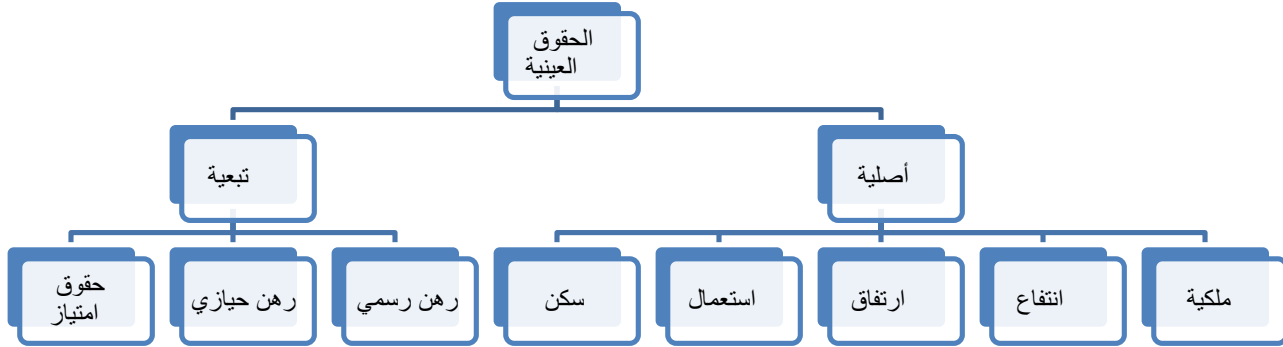 الحقوق
العينية
أصلية
تبعية
ملكية
انتفاع
ارتفاق
استعمال
سكن
رهن رسمي
رهن حيازي
حقوق
امتياز